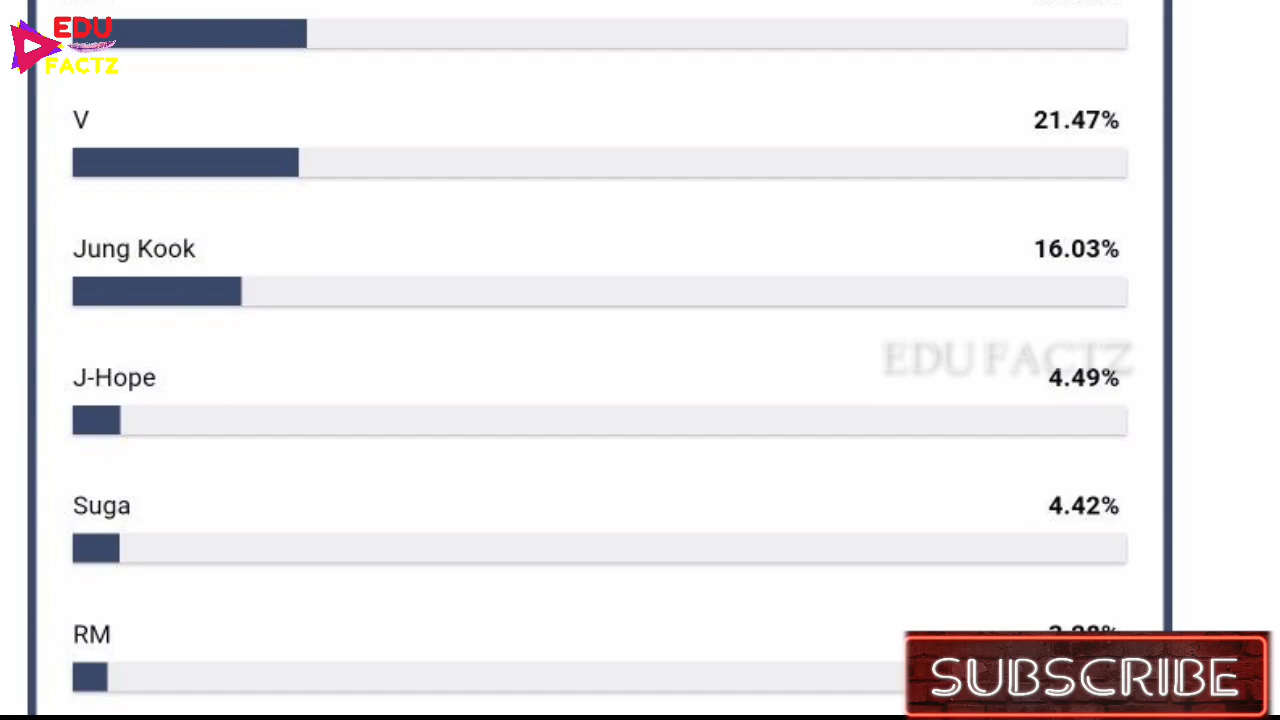 EDU
FACTZ
V 21.47%
Jung Kook 16.03%
EDU FACTZ
J-Hope 4.49%
Suga 4.42%
RM
SUBSCRIBE